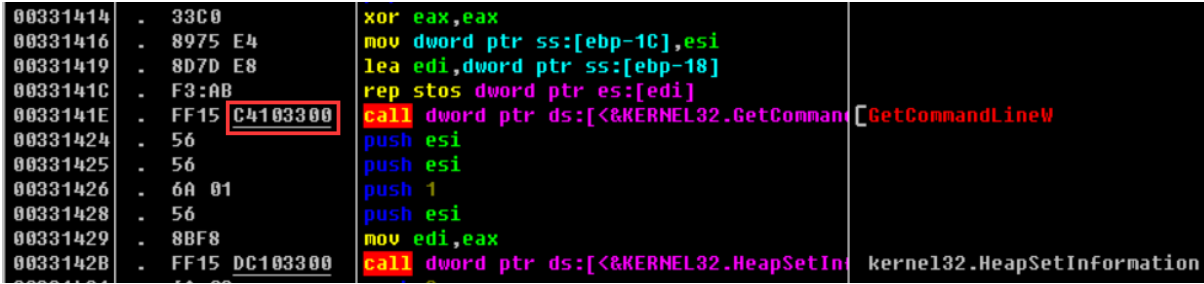 00331414 . 33C0 xor eax,eax
00331416 . 8975 E4 mov dword ptr ss:[ebp-1C],esi
00331419 . 8D7D E8 lea edi,dword ptr ss:[ebp-18]
0033141C . F3:AB rep stos dword ptr es:[edi]
0033141E . FF15 C4103300 call dword ptr ds:[<&KERNEL32.GetComman GetCommandLineW
00331424 . 56 push esi
00331425 . 56 push esi
00331426 . 6A 01 push 1
00331428 . 56 push esi
00331429 . 8BF8 mov edi,eax
0033142B . FF15 DC103300 call dword ptr ds:[<&KERNEL32.HeapSetIn kernel32.HeapSetInformation